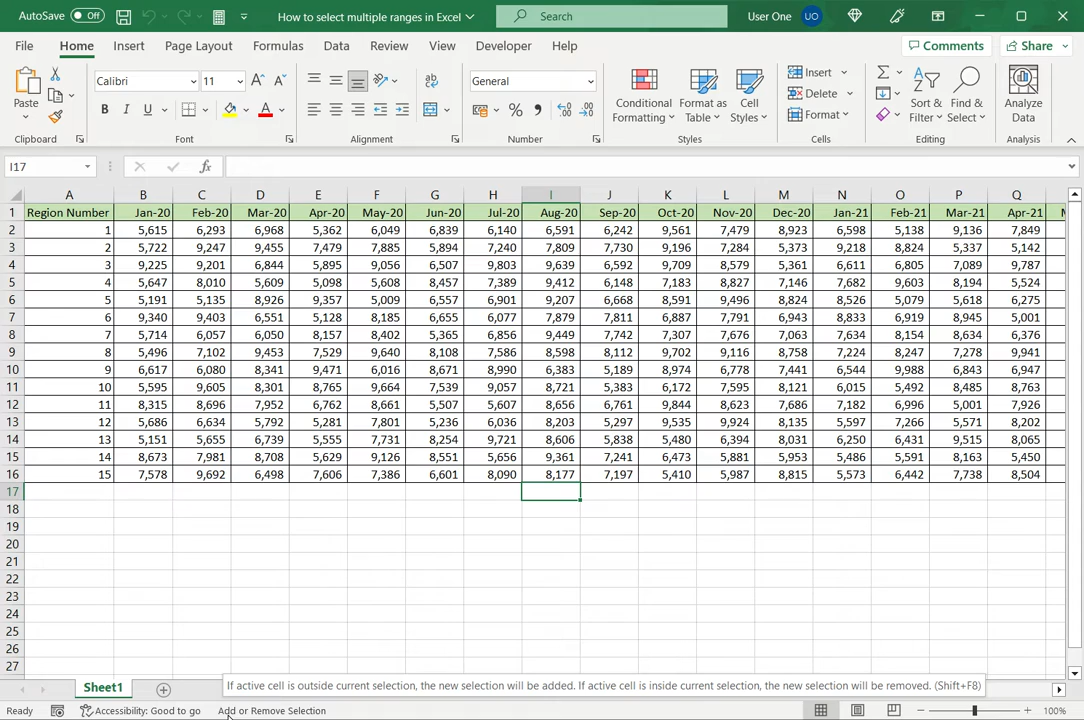 AutoSave Off How to select multiple ranges in Excel Search User One UO
File Home Insert Page Layout Formulas Data Review View Developer Help Comments Share
Paste Calibri 11 A A General Conditional Formatting Format as Table Cell Styles Insert Delete Format Sort & Filter Find & Select Analyze Data
B I U A
Clipboard Font Alignment Number Styles Cells Editing Analysis
I17 fx
A B C D E F G H I J K L M N O P Q
1 Region Number Jan-20 Feb-20 Mar-20 Apr-20 May-20 Jun-20 Jul-20 Aug-20 Sep-20 Oct-20 Nov-20 Dec-20 Jan-21 Feb-21 Mar-21 Apr-21
2 1 5,615 6,293 6,968 5,362 6,049 6,839 6,140 6,591 6,242 9,561 7,479 8,923 6,598 5,138 9,136 7,849
3 2 5,722 9,247 9,455 7,479 7,885 5,894 7,240 7,809 7,730 9,196 7,284 5,373 9,218 8,824 5,337 5,142
4 3 9,225 9,201 6,844 5,895 9,056 6,507 9,803 9,639 6,592 9,709 8,579 5,361 6,611 6,805 7,089 9,787
5 4 5,647 8,010 5,609 5,098 5,608 8,457 7,389 9,412 6,148 7,183 8,827 7,146 7,682 9,603 8,194 5,524
6 5 5,191 5,135 8,926 9,357 5,009 6,557 6,901 9,207 6,668 8,591 9,496 8,824 8,526 5,079 5,618 6,275
7 6 9,340 9,403 6,551 5,128 8,185 6,655 6,077 7,879 7,811 6,887 7,791 6,943 8,833 6,919 8,945 5,001
8 7 5,714 6,057 6,050 8,157 8,402 5,365 6,856 9,449 7,742 7,307 7,676 7,063 7,634 8,154 8,634 6,376
9 8 5,496 7,102 9,453 7,529 9,640 8,108 7,586 8,598 8,112 9,702 9,116 8,758 7,224 8,247 7,278 9,941
10 9 6,617 6,080 8,341 9,471 6,016 8,671 8,990 6,383 5,189 8,974 6,778 7,441 6,544 9,988 6,843 6,947
11 10 5,595 9,605 8,301 8,765 9,664 7,539 9,057 8,721 5,383 6,172 7,595 8,121 6,015 5,492 8,485 8,763
12 11 8,315 8,696 7,952 6,762 8,661 5,507 5,607 8,656 6,761 9,844 8,623 7,686 7,182 6,996 5,001 7,926
13 12 5,686 6,634 5,792 5,281 7,801 5,236 6,036 8,203 5,297 9,535 9,924 8,135 5,597 7,266 5,571 8,202
14 13 5,151 5,655 6,739 5,555 7,731 8,254 9,721 8,606 5,838 5,480 6,394 8,031 6,250 6,431 9,515 8,065
15 14 8,673 7,981 8,708 5,629 9,126 8,551 5,656 9,361 7,241 6,473 5,881 5,953 5,486 5,591 8,163 5,450
16 15 7,578 9,692 6,498 7,606 7,386 6,601 8,090 8,177 7,197 5,410 5,987 8,815 5,573 6,442 7,738 8,504
17
18
19
20
21
22
23
24
25
26
27
Sheet1 If active cell is outside current selection, the new selection will be added. If active cell is inside current selection, the new selection will be removed. (Shift+F8)
Ready Accessibility: Good to go Add or Remove Selection 100%